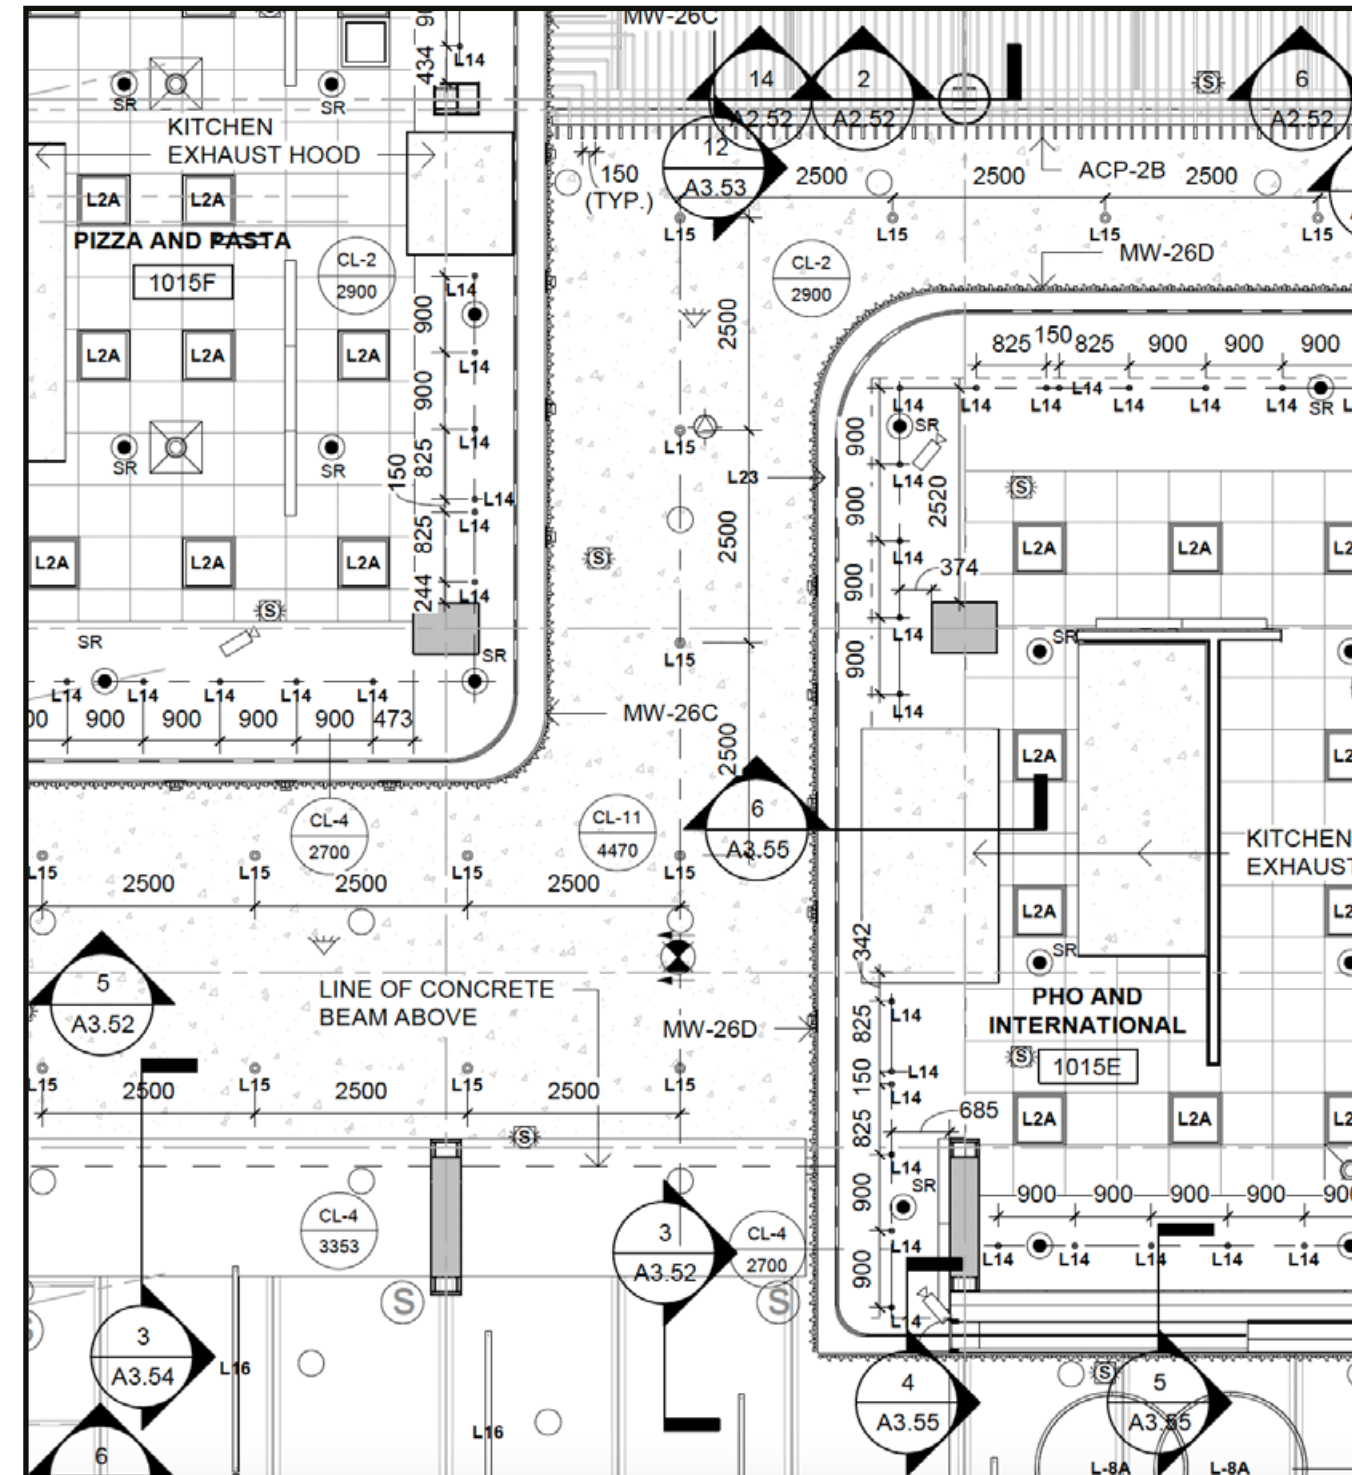 MW-26C
90
434
L14
14
A2.52
2
A2.52
6
A2.52
S
SR
SR
KITCHEN
EXHAUST HOOD
12
A3.53
150
(TYP.)
2500
2500
2500
ACP-2B
L2A
L2A
L15
L15
L15
L15
PIZZA AND PASTA
1015F
CL-2
2900
CL-2
2900
MW-26D
L14
900
2500
825
150
825
900
900
900
L2A
L2A
L2A
L14
L14
L14
L14
L14
L14
L14
L14
SR
900
900
SR
SR
SR
L14
L15
SR
150
825
L14
L14
L23
L14
900
900
2520
S
825
L14
2500
L2A
L2A
L2A
S
L14
374
L2A
L2A
L2
244
L14
900
S
SR
SR
L15
L14
900
SR
L14
L14
L14
L14
L14
L14
00
900
900
900
900
473
MW-26C
2500
L2A
L2
CL-4
2700
CL-11
4470
6
A3.55
KITCHEN
EXHAUST
L15
L15
L15
L15
2500
2500
2500
L2A
L2
342
SR
5
A3.52
LINE OF CONCRETE
BEAM ABOVE
MW-26D
PHO AND
INTERNATIONAL
1015E
S
825
L14
150
L14
L14
L15
L15
L15
L15
2500
2500
2500
685
L2A
L2A
L2
S
825
L14
900
SR
900
900
900
900
900
CL-4
3353
3
A3.52
CL-4
2700
L14
L14
L14
L14
L14
L14
900
S
S
L14
3
A3.54
L16
L16
4
A3.55
S
5
A3.55
6
L-8A
L-8A